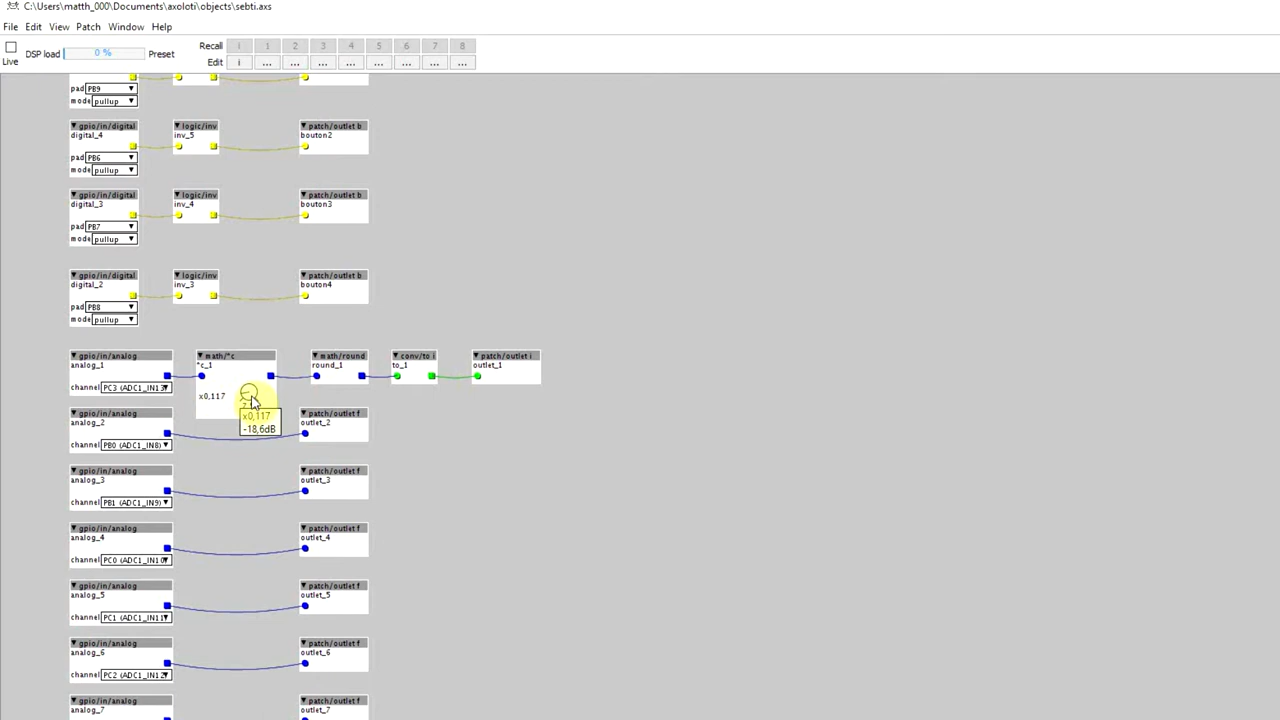 C:\Users\matth_000\Documents\axoloti\objects\sebti.axs
File Edit View Patch Window Help
Live
DSP load 0 % Preset
Recall i 1 2 3 4 5 6 7 8
Edit i ... ... ... ... ... ... ... ...
pad PB9
mode pullup
gpio/in/digital logic/inv patch/outlet b
digital_4 inv_5 bouton2
pad PB6
mode pullup
gpio/in/digital logic/inv patch/outlet b
digital_3 inv_4 bouton3
pad PB7
mode pullup
gpio/in/digital logic/inv patch/outlet b
digital_2 inv_3 bouton4
pad PB8
mode pullup
gpio/in/analog math/*c math/round conv/to i patch/outlet i
analog_1 *c_1 round_1 to_1 outlet_1
channel PC3 (ADC1_IN13
x0,117
x0,117
-18,6dB
gpio/in/analog patch/outlet f
analog_2 outlet_2
channel PB0 (ADC1_IN8)
gpio/in/analog patch/outlet f
analog_3 outlet_3
channel PB1 (ADC1_IN9)
gpio/in/analog patch/outlet f
analog_4 outlet_4
channel PC0 (ADC1_IN10
gpio/in/analog patch/outlet f
analog_5 outlet_5
channel PC1 (ADC1_IN11
gpio/in/analog patch/outlet f
analog_6 outlet_6
channel PC2 (ADC1_IN12
gpio/in/analog patch/outlet f
analog_7 outlet_7